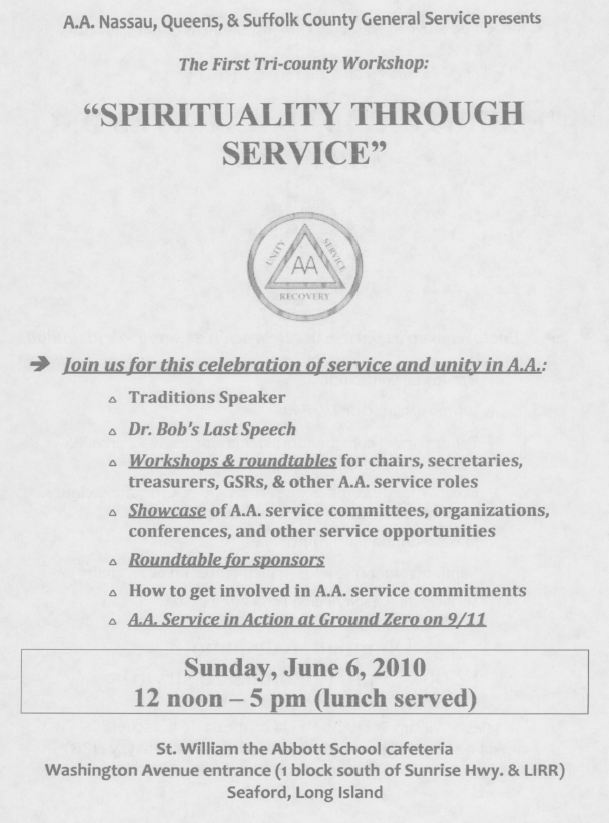 A.A. Nassau, Queens, & Suffolk County General Service presents
The First Tri-county Workshop:
“SPIRITUALITY THROUGH
SERVICE”
UNITY
SERVICE
AA
RECOVERY
➔ Join us for this celebration of service and unity in A.A.:
Traditions Speaker
Dr. Bob's Last Speech
Workshops & roundtables for chairs, secretaries,
treasurers, GSRs, & other A.A. service roles
Showcase of A.A. service committees, organizations,
conferences, and other service opportunities
Roundtable for sponsors
How to get involved in A.A. service commitments
A.A. Service in Action at Ground Zero on 9/11
Sunday, June 6, 2010
12 noon – 5 pm (lunch served)
St. William the Abbott School cafeteria
Washington Avenue entrance (1 block south of Sunrise Hwy. & LIRR)
Seaford, Long Island